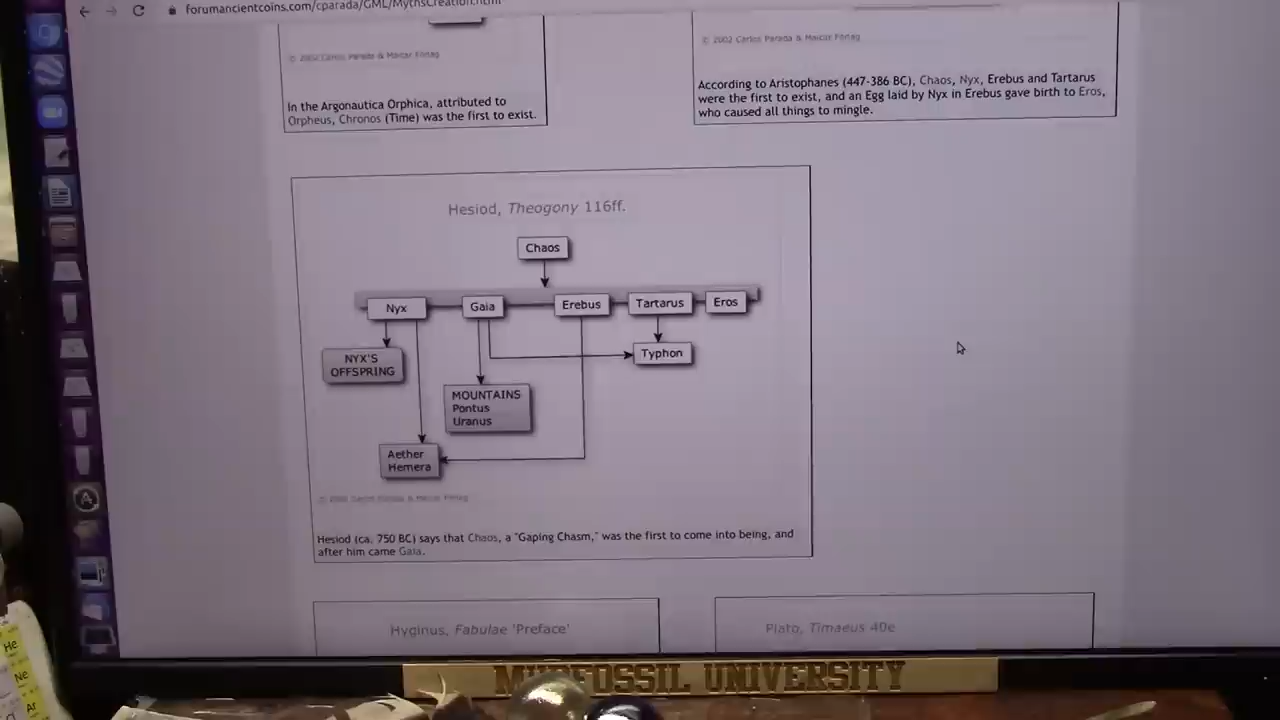 forumancientcoins.com/cparada/GML/MythsCreation.html
© 2002 Carlos Parada & Maicar Förlag
In the Argonautica Orphica, attributed to
Orpheus, Chronos (Time) was the first to exist.
© 2002 Carlos Parada & Maicar Förlag
According to Aristophanes (447-386 BC), Chaos, Nyx, Erebus and Tartarus
were the first to exist, and an Egg laid by Nyx in Erebus gave birth to Eros,
who caused all things to mingle.
Hesiod, Theogony 116ff.
Chaos
Nyx Gaia Erebus Tartarus Eros
NYX'S
OFFSPRING
Typhon
MOUNTAINS
Pontus
Uranus
Aether
Hemera
© 2002 Carlos Parada & Maicar Förlag
Hesiod (ca. 750 BC) says that Chaos, a "Gaping Chasm," was the first to come into being, and
after him came Gaia.
Hyginus, Fabulae 'Preface'
Plato, Timaeus 40e
He
Ne
Ar
UNIVERSITY